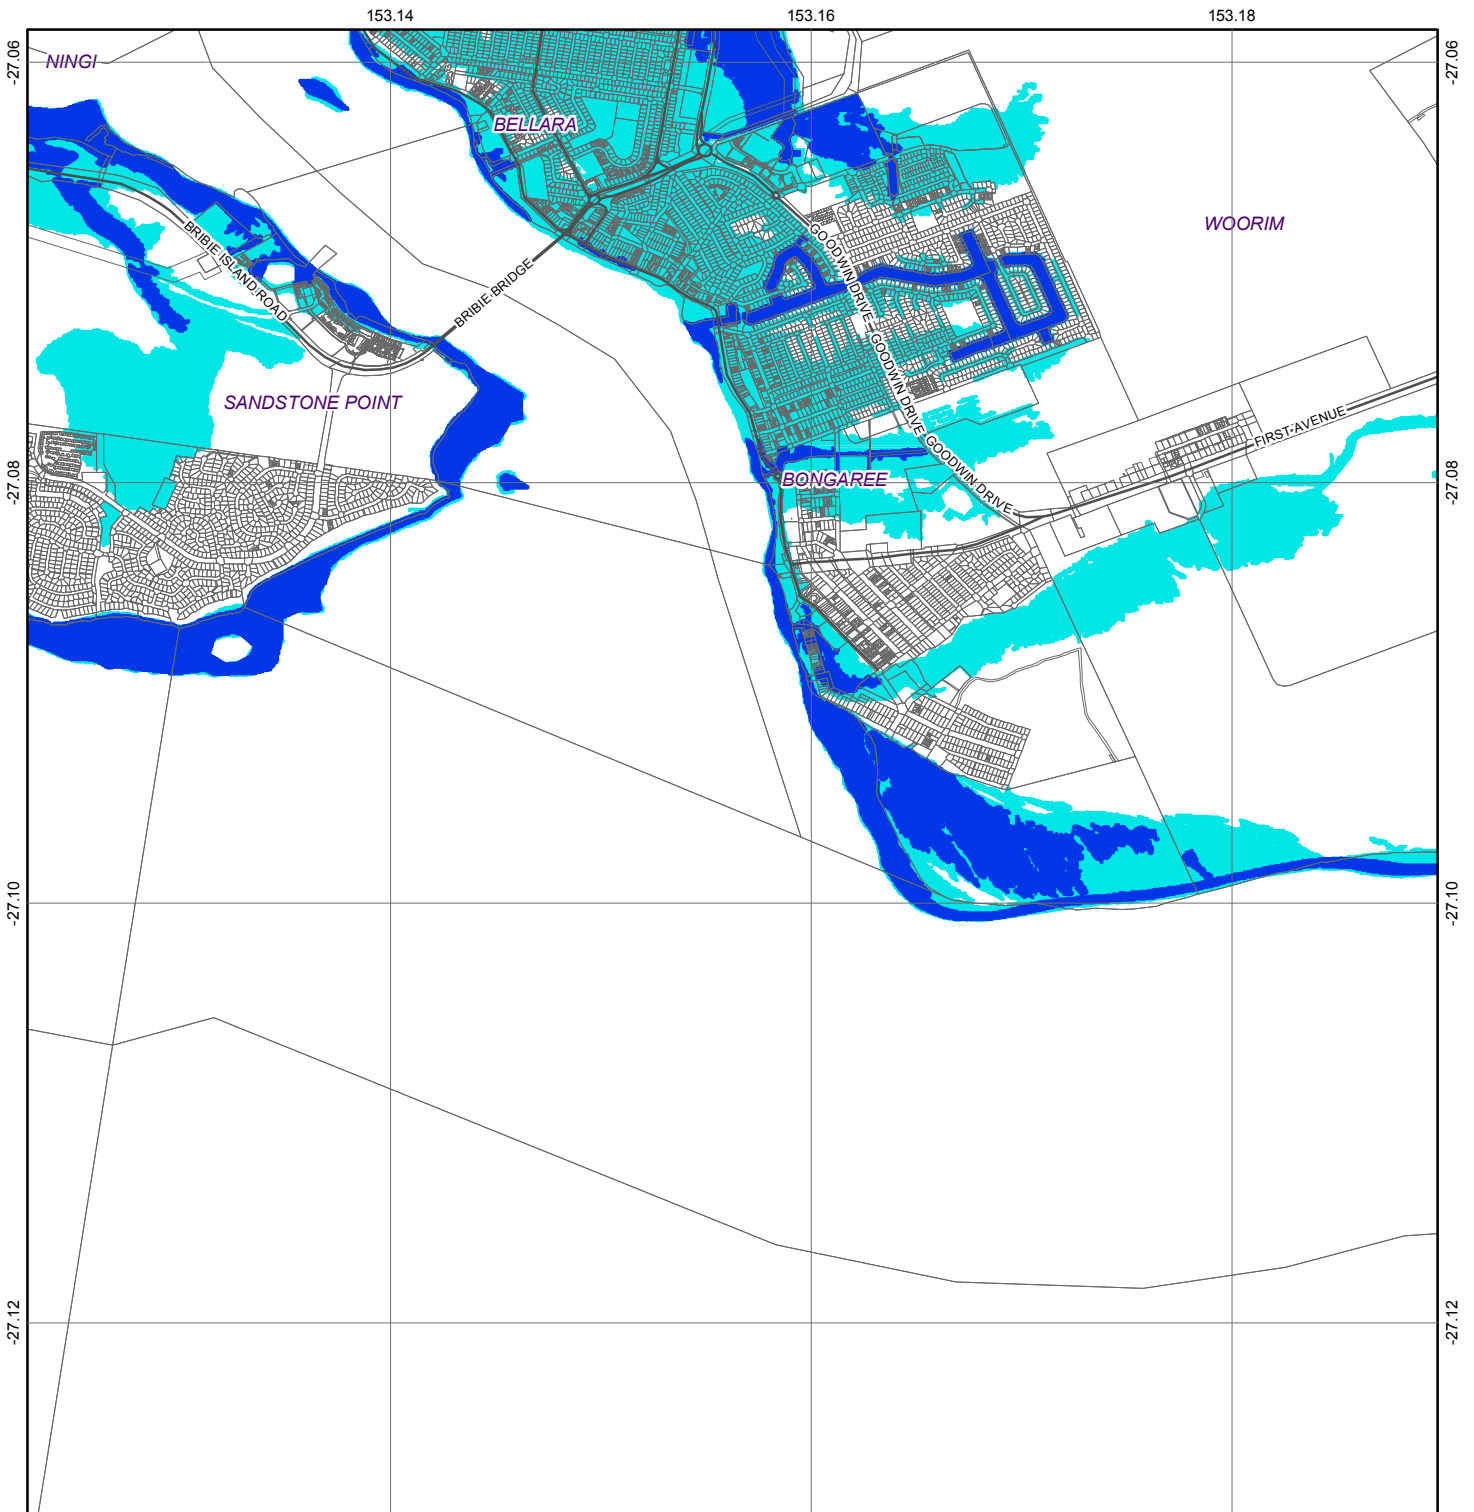 153.14
153.16
153.18
-27.06
-27.06
NINGI
BELLARA
WOORIM
GOODWIN DRIVE
BRIBIE ISLAND ROAD
BRIBIE BRIDGE
GOODWIN DRIVE
SANDSTONE POINT
FIRST AVENUE
GOODWIN DRIVE
BONGAREE
-27.08
-27.08
-27.10
-27.10
-27.12
-27.12